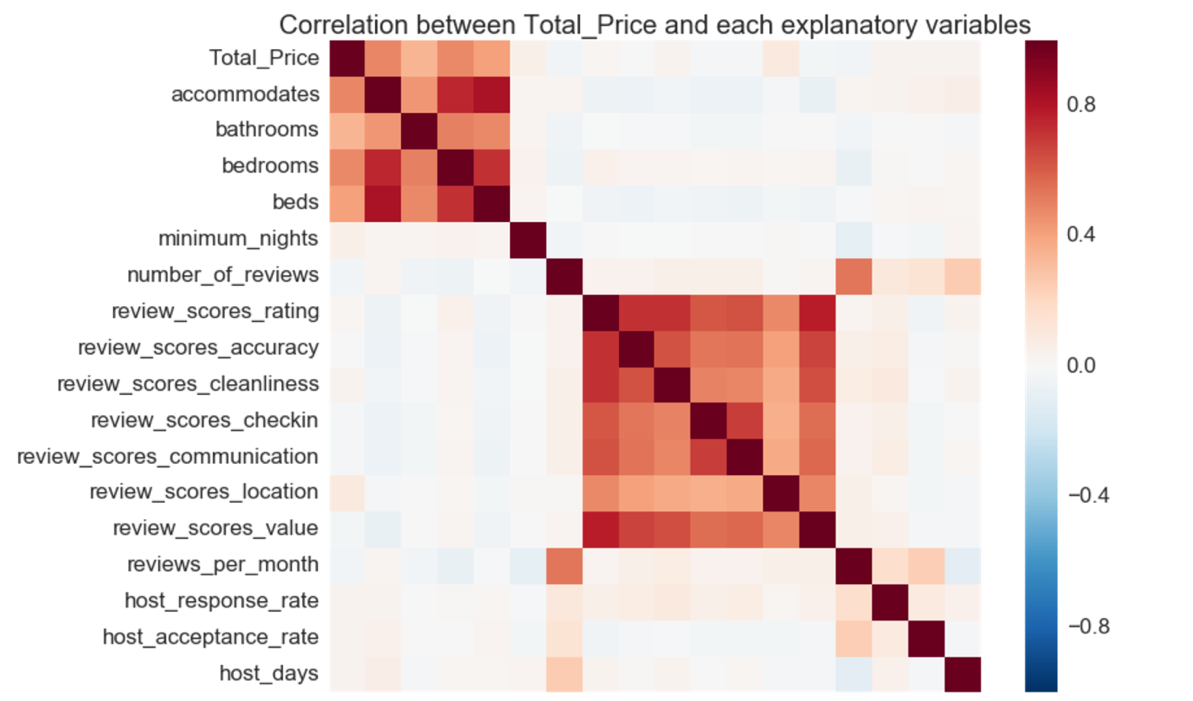 Correlation between Total_Price and each explanatory variables
Total_Price
accommodates
bathrooms
bedrooms
beds
minimum_nights
number_of_reviews
review_scores_rating
review_scores_accuracy
review_scores_cleanliness
review_scores_checkin
review_scores_communication
review_scores_location
review_scores_value
reviews_per_month
host_response_rate
host_acceptance_rate
host_days
0.8
0.4
0.0
−0.4
−0.8